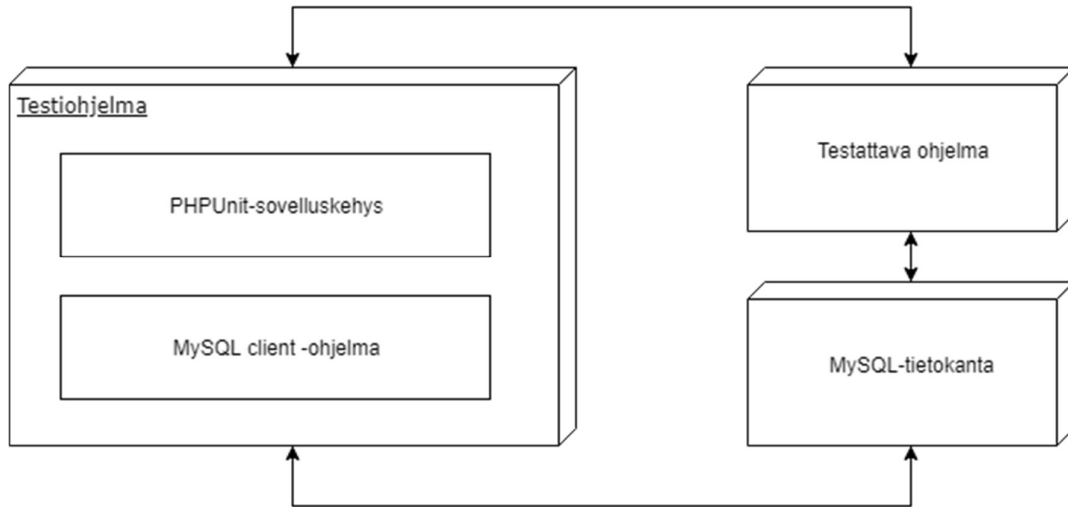 Testiohjelma
PHPUnit-sovelluskehys
MySQL client -ohjelma
Testattava ohjelma
MySQL-tietokanta